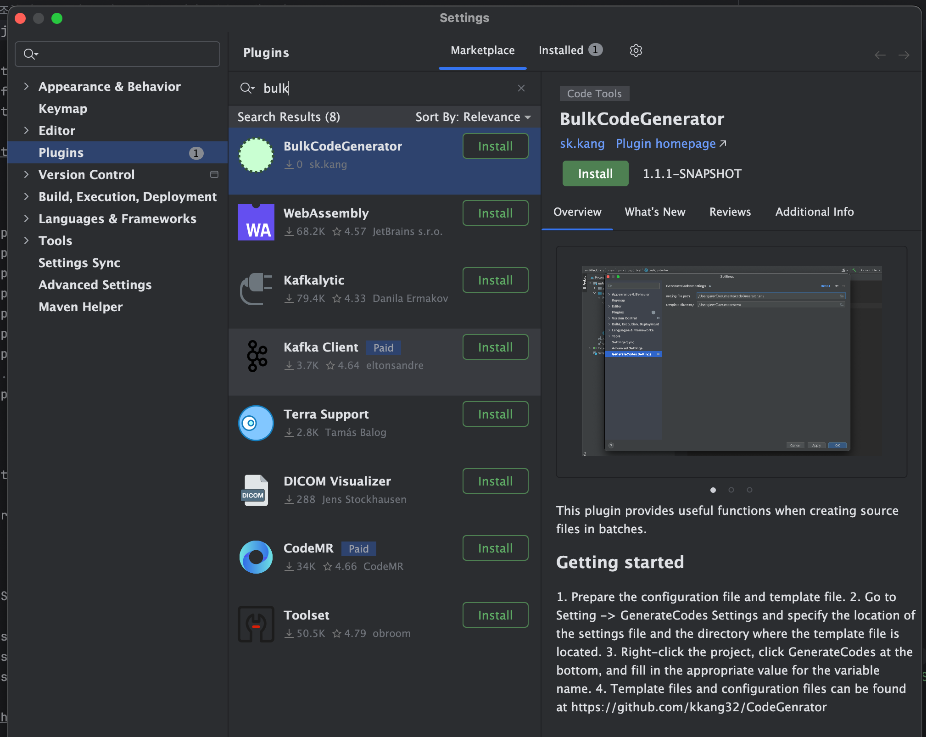 Settings
Plugins
Marketplace
Installed 1
Appearance & Behavior
Keymap
Editor
Plugins 1
Version Control
Build, Execution, Deployment
Languages & Frameworks
Tools
Settings Sync
Advanced Settings
Maven Helper
bulk
Search Results (8)
Sort By: Relevance
BulkCodeGenerator
Install
0 sk.kang
WebAssembly
Install
WA
68.2K 4.57 JetBrains s.r.o.
Kafkalytic
Install
79.4K 4.33 Danila Ermakov
Kafka Client Paid
Install
3.7K 4.64 eltonsandre
Terra Support
Install
2.8K Tamás Balog
DICOM Visualizer
Install
DICOM
288 Jens Stockhausen
CodeMR Paid
Install
34K 4.66 CodeMR
Toolset
Install
50.5K 4.79 obroom
Code Tools
BulkCodeGenerator
sk.kang Plugin homepage ↗
Install 1.1.1-SNAPSHOT
Overview What's New Reviews Additional Info
This plugin provides useful functions when creating source
files in batches.
Getting started
1. Prepare the configuration file and template file. 2. Go to
Setting -> GenerateCodes Settings and specify the location of
the settings file and the directory where the template file is
located. 3. Right-click the project, click GenerateCodes at the
bottom, and fill in the appropriate value for the variable
name. 4. Template files and configuration files can be found
at https://github.com/kkang32/CodeGenrator